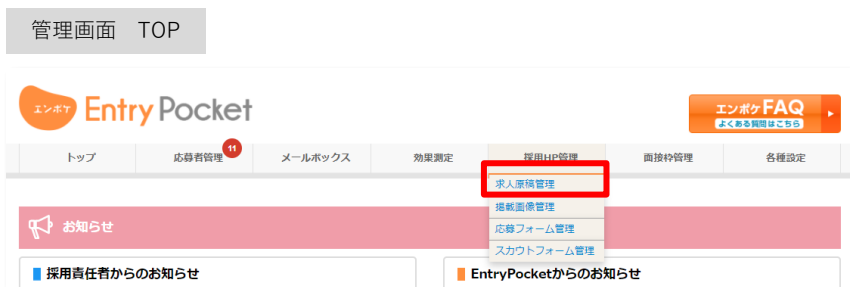 管理画面　TOP
エンポケ Entry Pocket
エンポケFAQ
よくある質問はこちら
トップ 応募者管理 11 メールボックス 効果測定 採用HP管理 面接枠管理 各種設定
求人原稿管理
掲載画像管理
応募フォーム管理
スカウトフォーム管理
お知らせ
採用責任者からのお知らせ
EntryPocketからのお知らせ